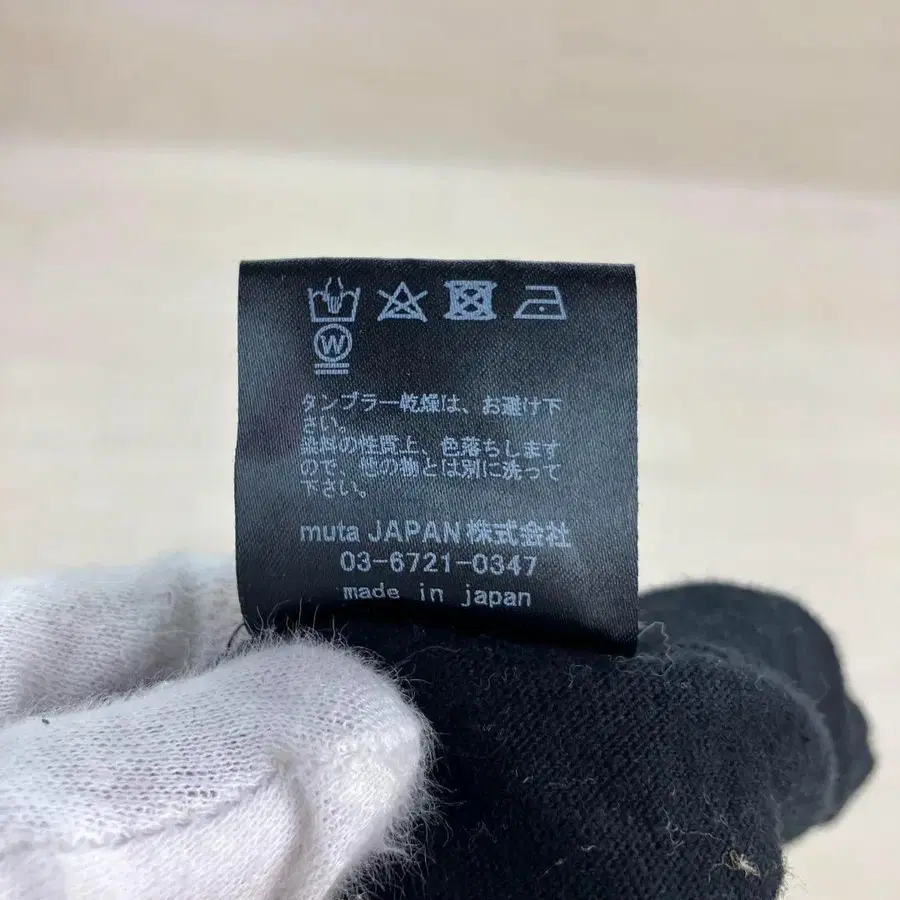 W
タンブラー乾燥は、お避け下
さい。
染料の性質上、色落ちします
ので、他の物とは別に洗って
下さい。
muta JAPAN株式会社
03-6721-0347
made in japan